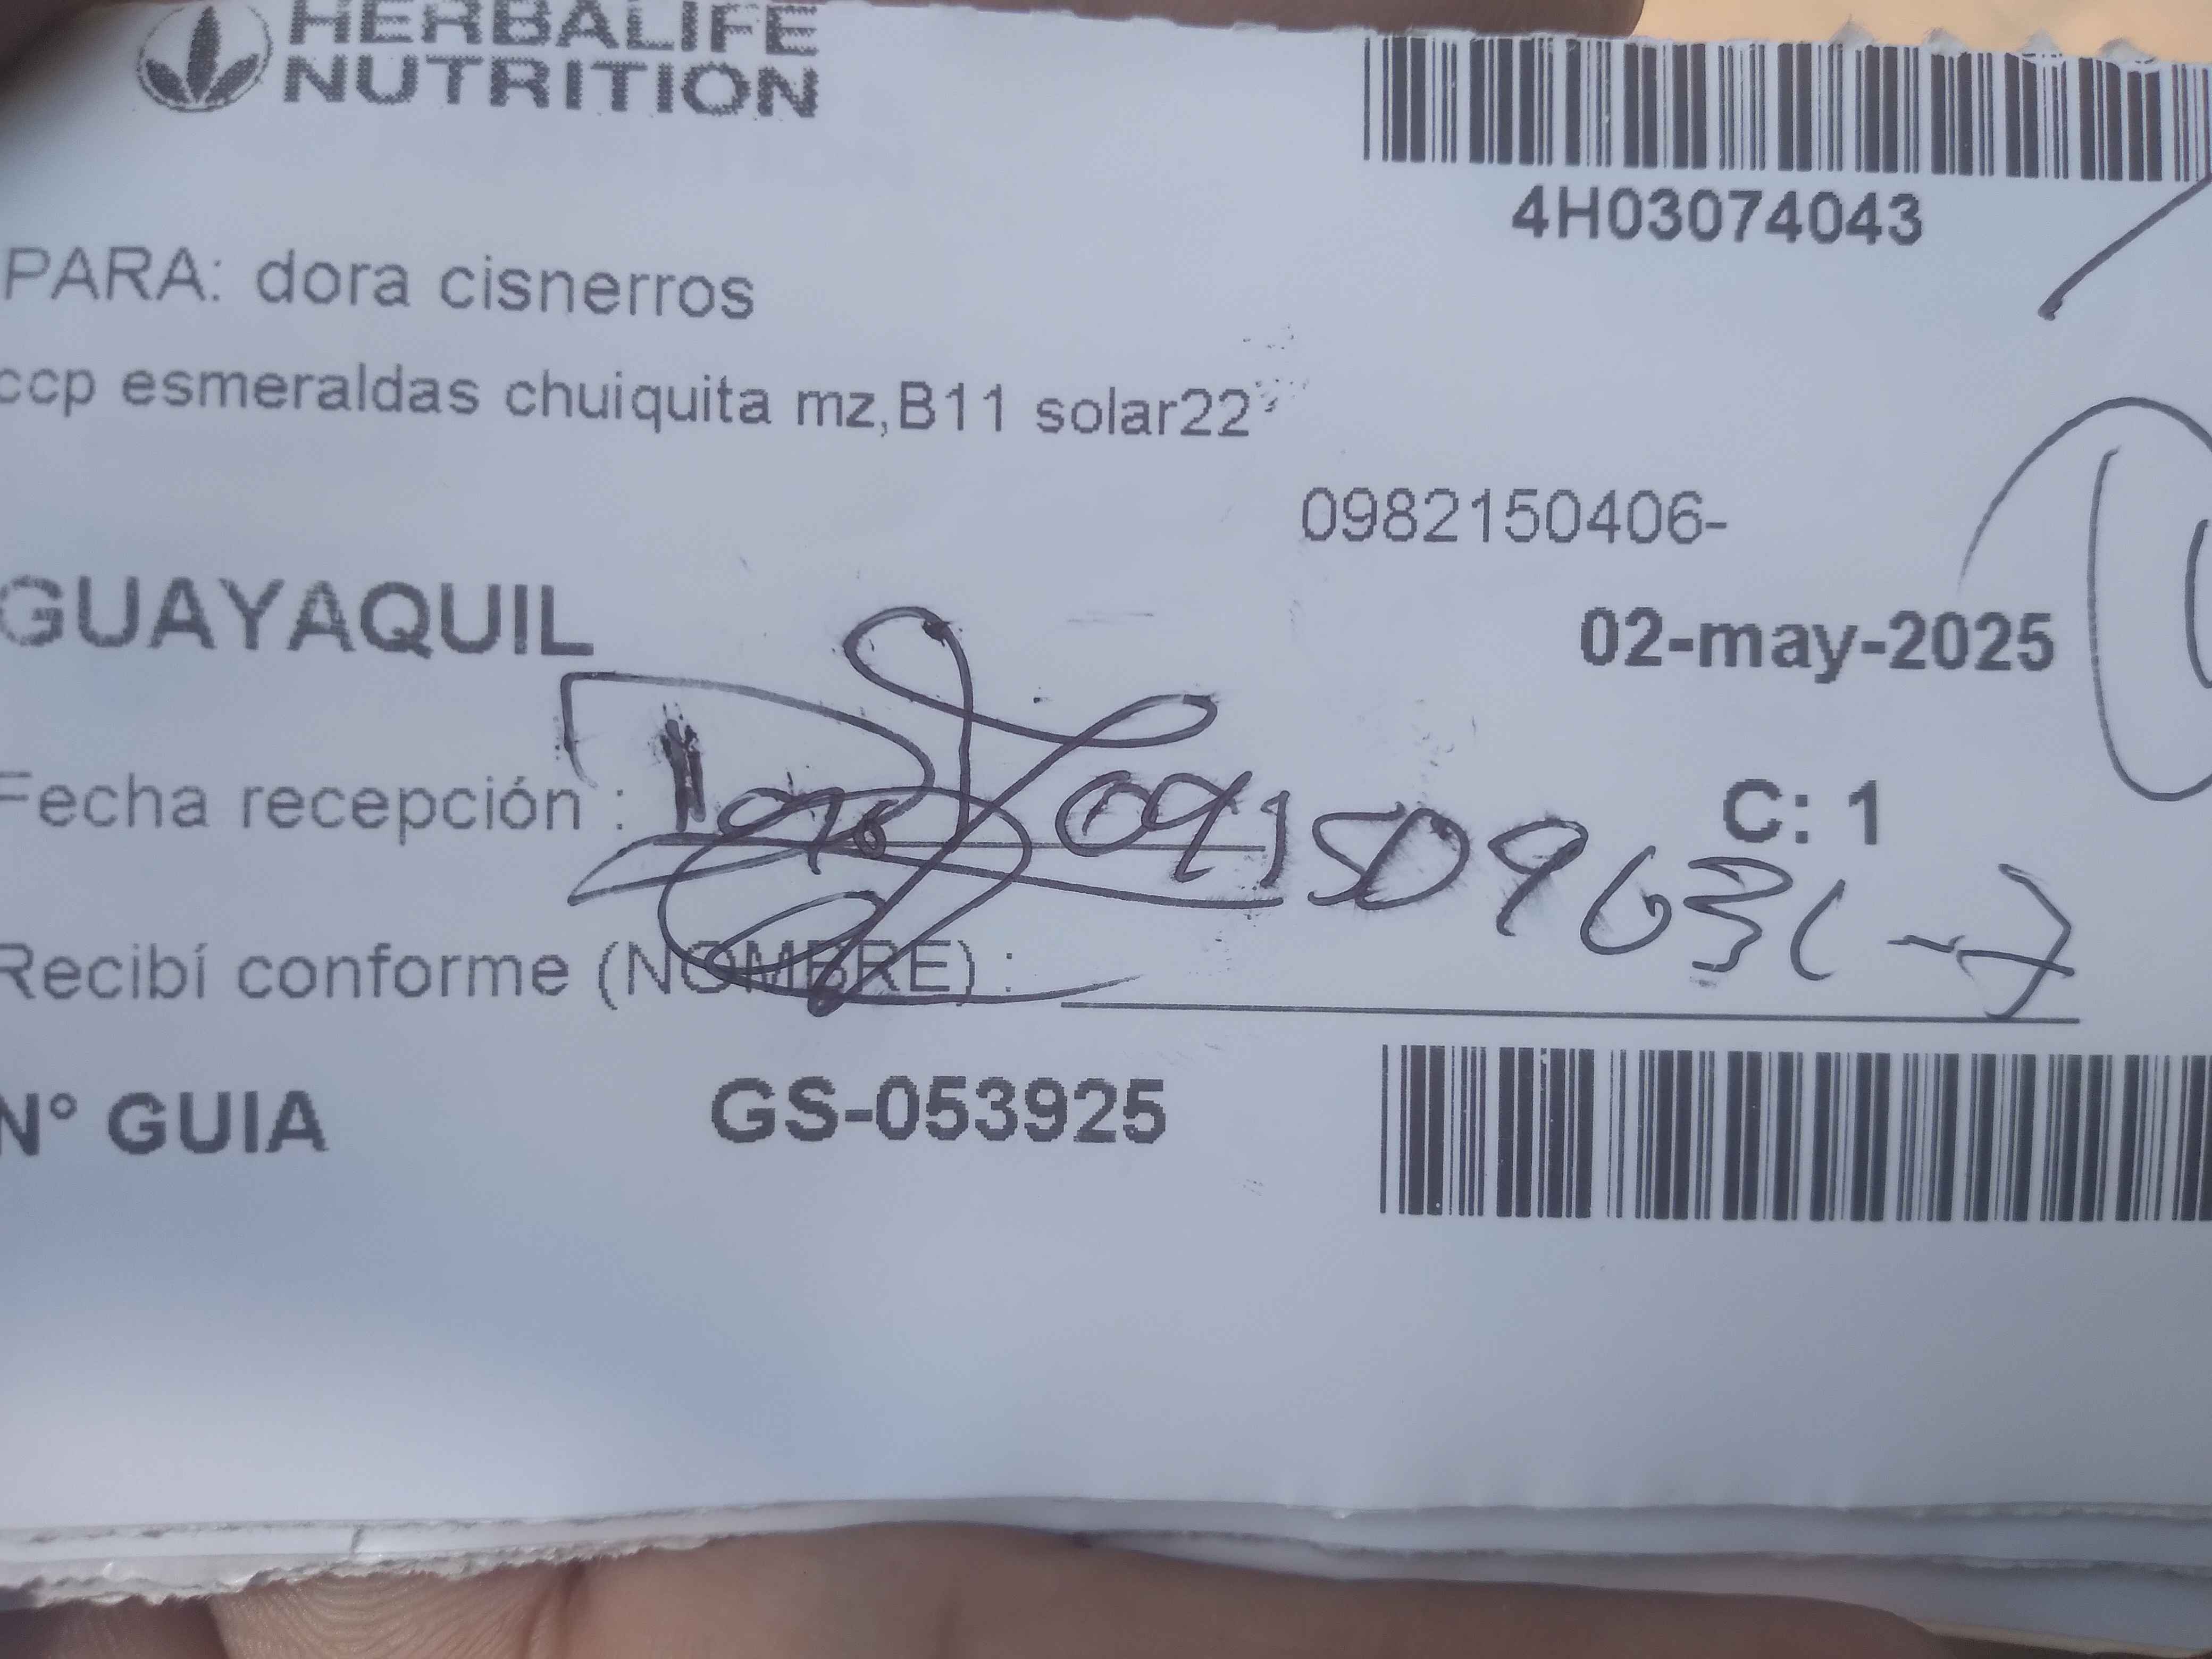 HERBALIFE
NUTRITION
4H03074043
PARA: dora cisnerros
ccp esmeraldas chuiquita mz,B11 solar22
0982150406-
GUAYAQUIL
02-may-2025
Fecha recepción :
C: 1
Recibí conforme (NOMBRE) :
N° GUIA GS-053925